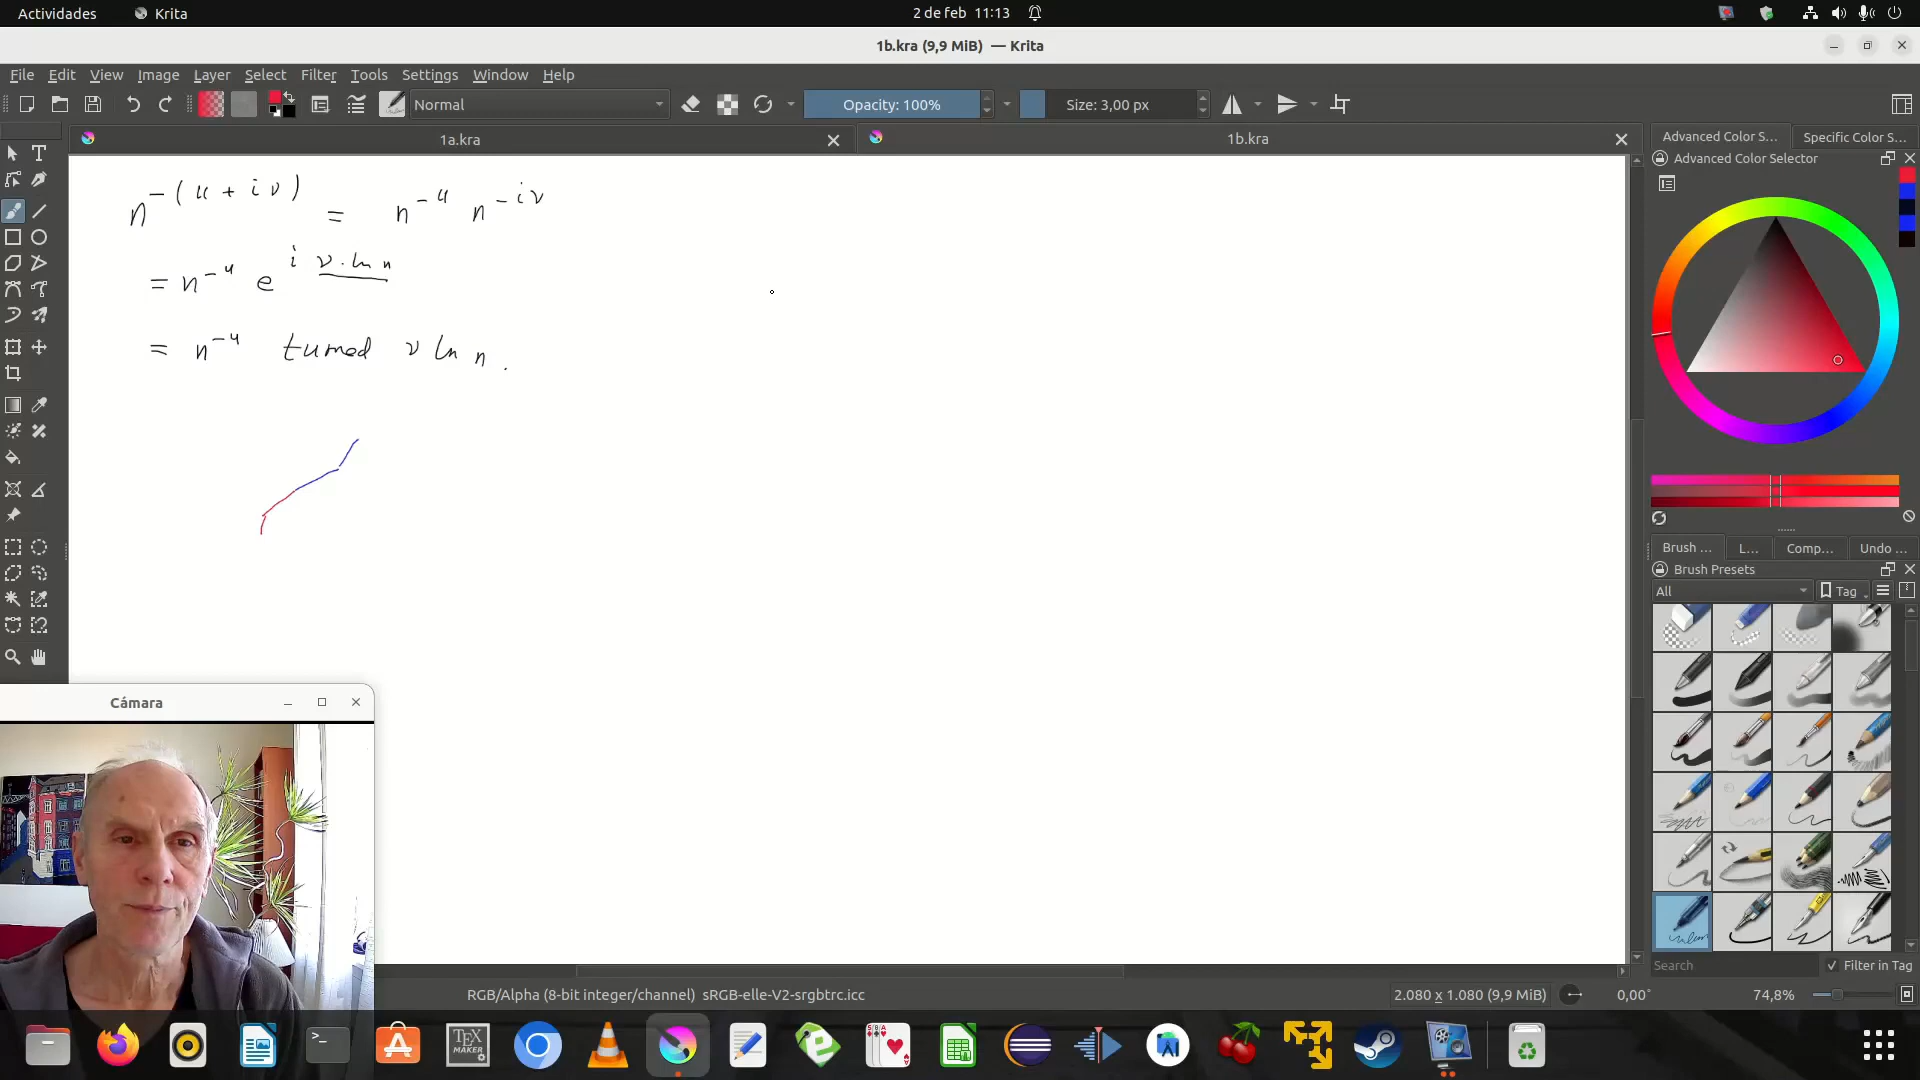 Actividades Krita 2 de feb 11:13
1b.kra (9,9 MiB) — Krita
File Edit View Image Layer Select Filter Tools Settings Window Help
Normal Opacity: 100% Size: 3,00 px
1a.kra 1b.kra
Advanced Color S... Specific Color S...
Advanced Color Selector
n^-(u + i v) = n^-u n^-iv
= n^-u e^i v.ln n
= n^-u turned v ln n.
Brush ... L... Comp... Undo ...
Brush Presets
All Tag
Search Filter in Tag
Cámara
RGB/Alpha (8-bit integer/channel) sRGB-elle-V2-srgbtrc.icc 2.080 x 1.080 (9,9 MiB) 0,00° 74,8%
TEX MAKER